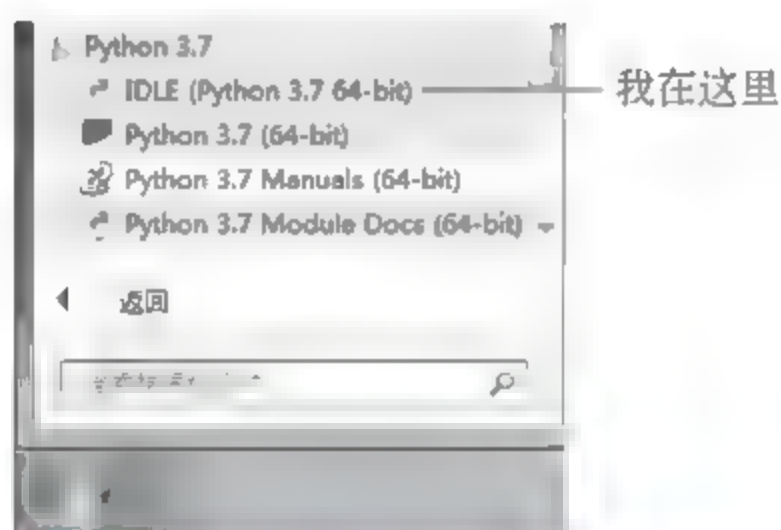 Python 3.7
IDLE (Python 3.7 64-bit)
我在这里
Python 3.7 (64-bit)
Python 3.7 Manuals (64-bit)
Python 3.7 Module Docs (64-bit)
返回